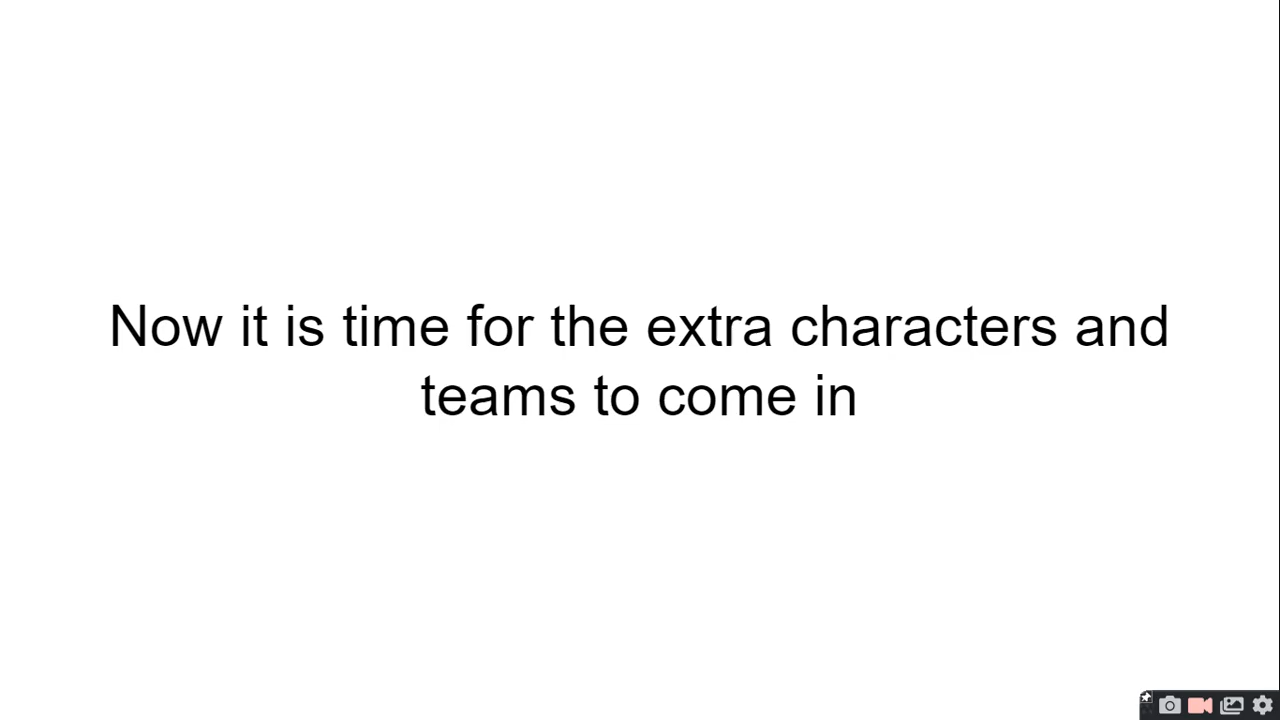 Now it is time for the extra characters and
teams to come in